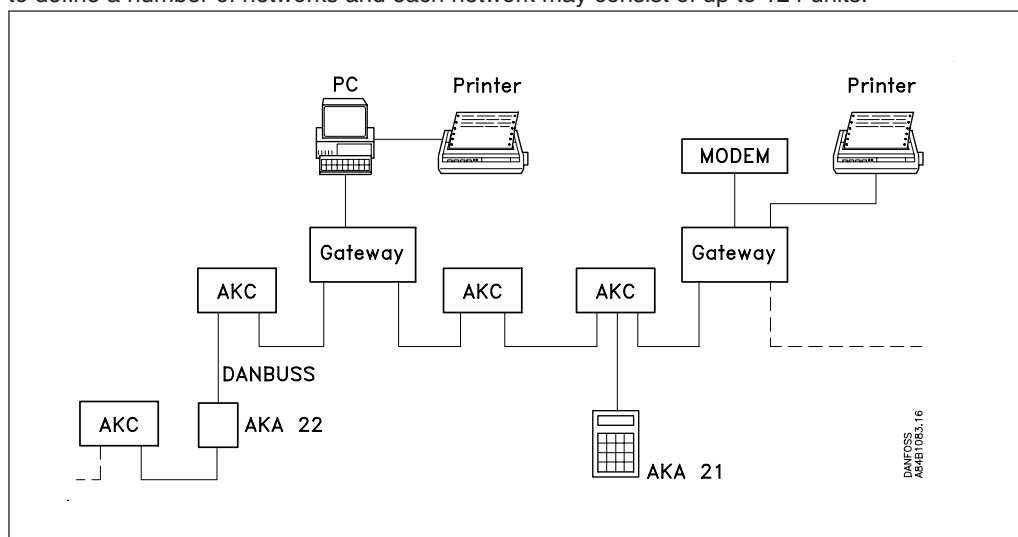 to define a number of networks and each network may consist of up to 124 units.
PC
Printer
Printer
MODEM
Gateway
Gateway
AKC
AKC
AKC
DANBUSS
AKC
AKA 22
AKA 21
DANFOSS
A84B1083.16